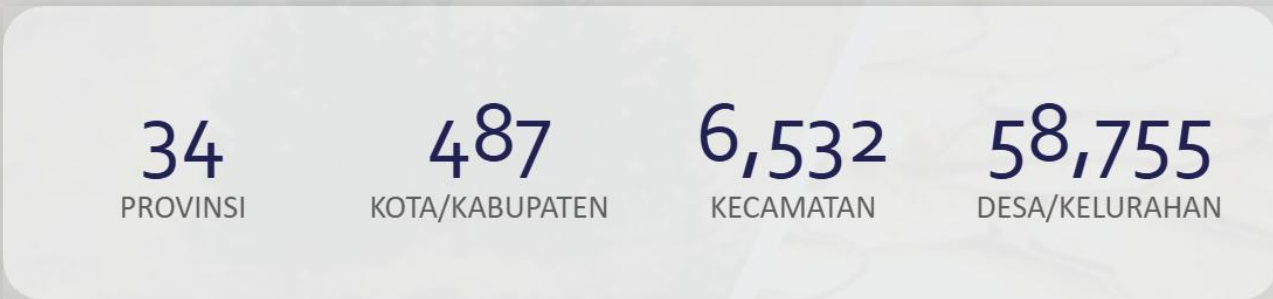 34 487 6,532 58,755
PROVINSI KOTA/KABUPATEN KECAMATAN DESA/KELURAHAN